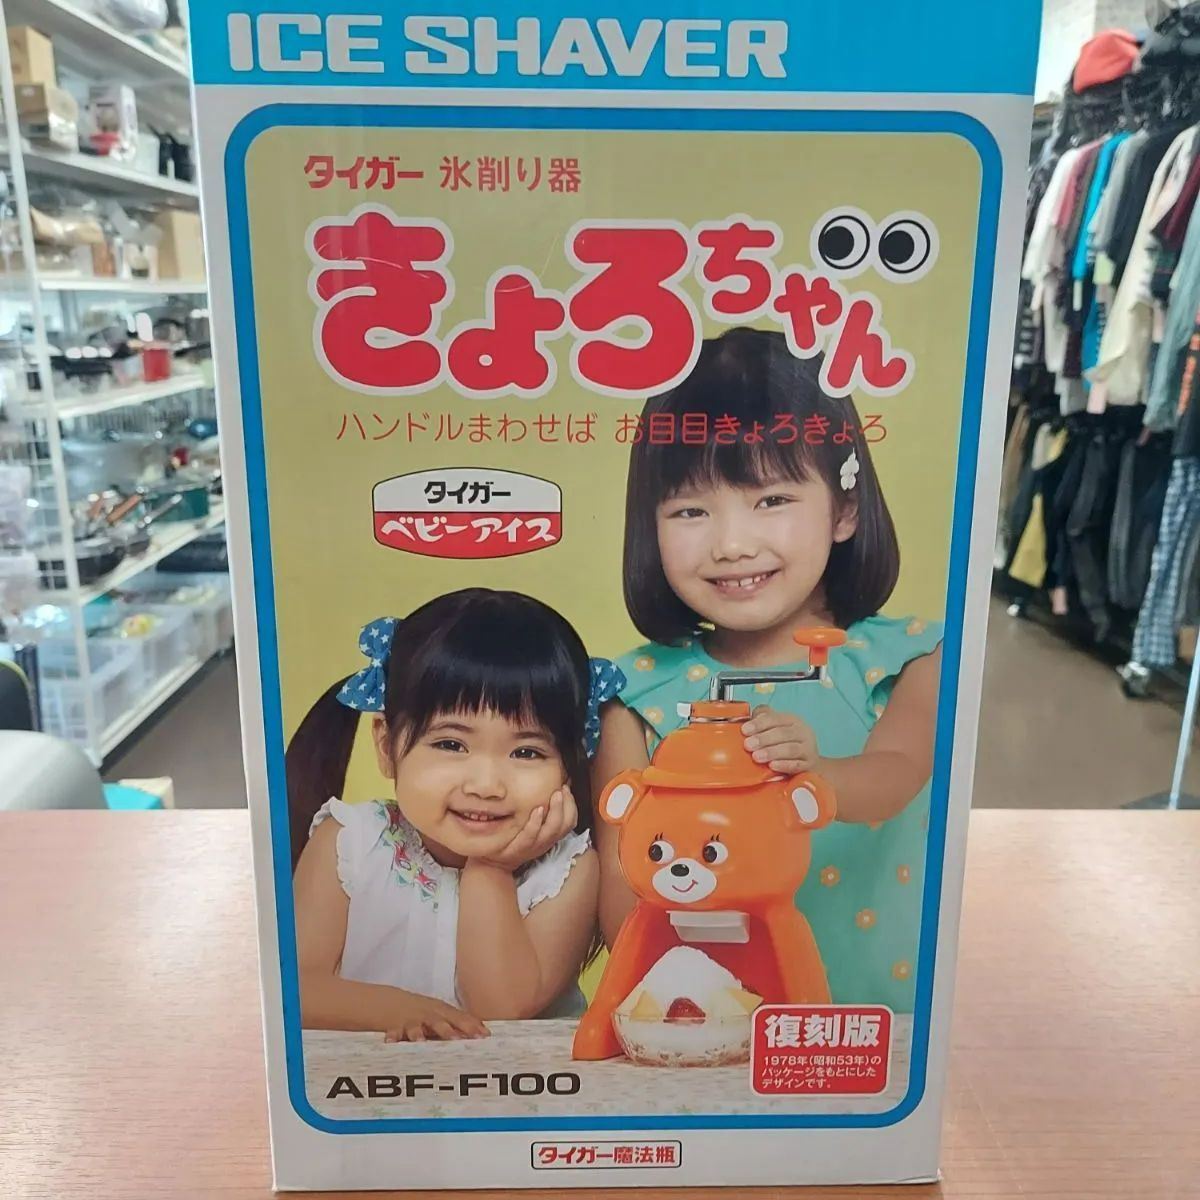 ICE SHAVER
タイガー 氷削り器
きょろちゃん
ハンドルまわせば お目目きょろきょろ
タイガー
ベビーアイス
復刻版
1978年(昭和53年)の
パッケージをもとにした
デザインです。
ABF-F100
タイガー魔法瓶